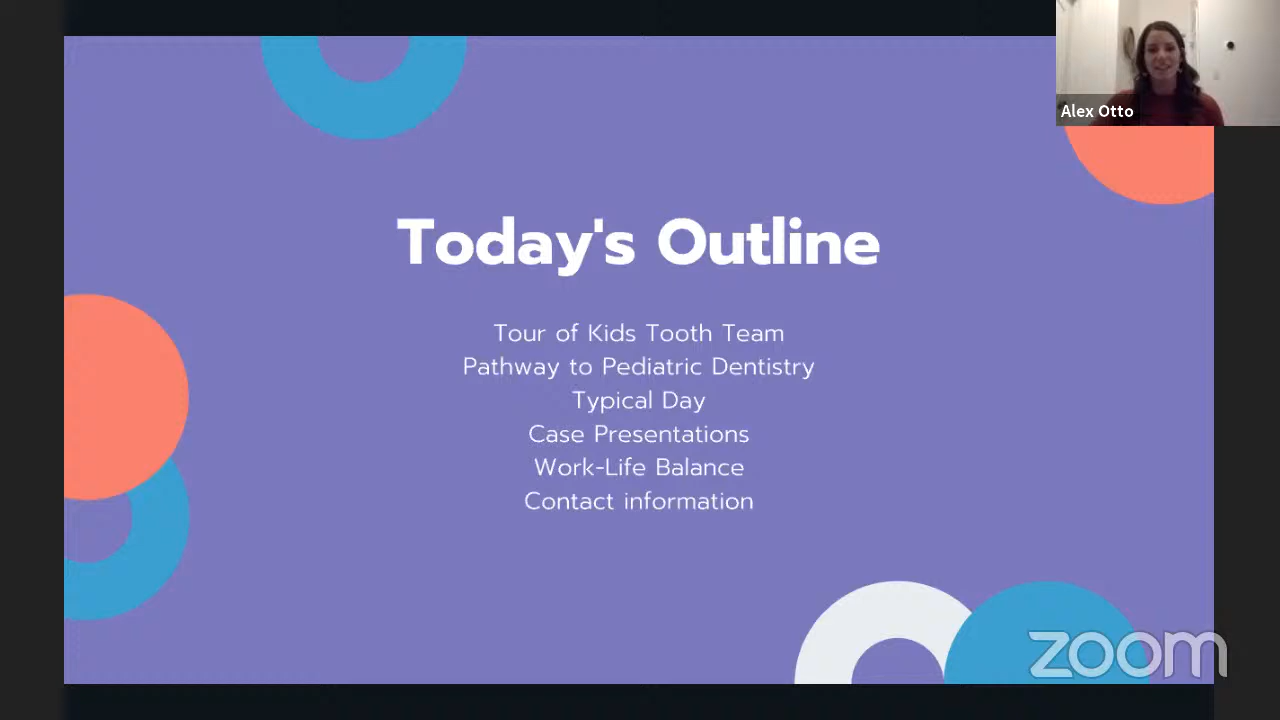 Alex Otto
Today's Outline
Tour of Kids Tooth Team
Pathway to Pediatric Dentistry
Typical Day
Case Presentations
Work-Life Balance
Contact information
zoom